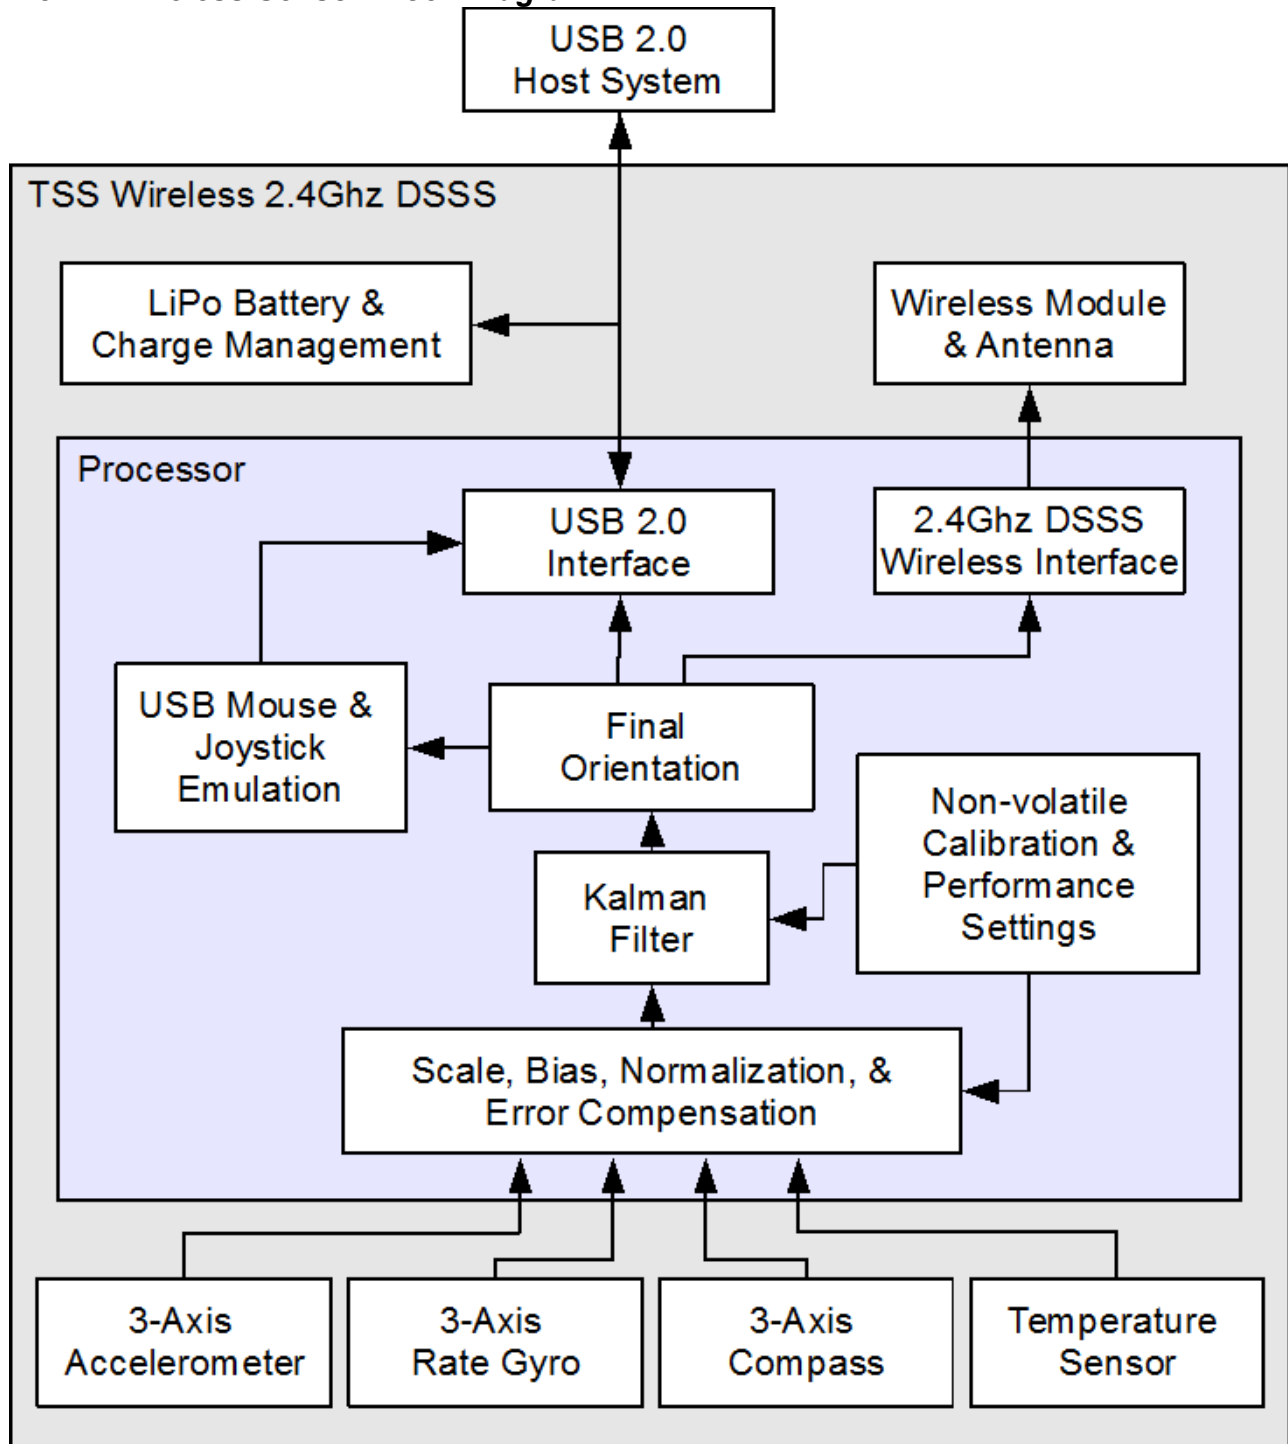 USB 2.0
Host System
TSS Wireless 2.4Ghz DSSS
LiPo Battery &
Charge Management
Wireless Module
& Antenna
Processor
USB 2.0
Interface
2.4Ghz DSSS
Wireless Interface
USB Mouse &
Joystick
Emulation
Final
Orientation
Non-volatile
Calibration &
Performance
Settings
Kalman
Filter
Scale, Bias, Normalization, &
Error Compensation
3-Axis
Accelerometer
3-Axis
Rate Gyro
3-Axis
Compass
Temperature
Sensor